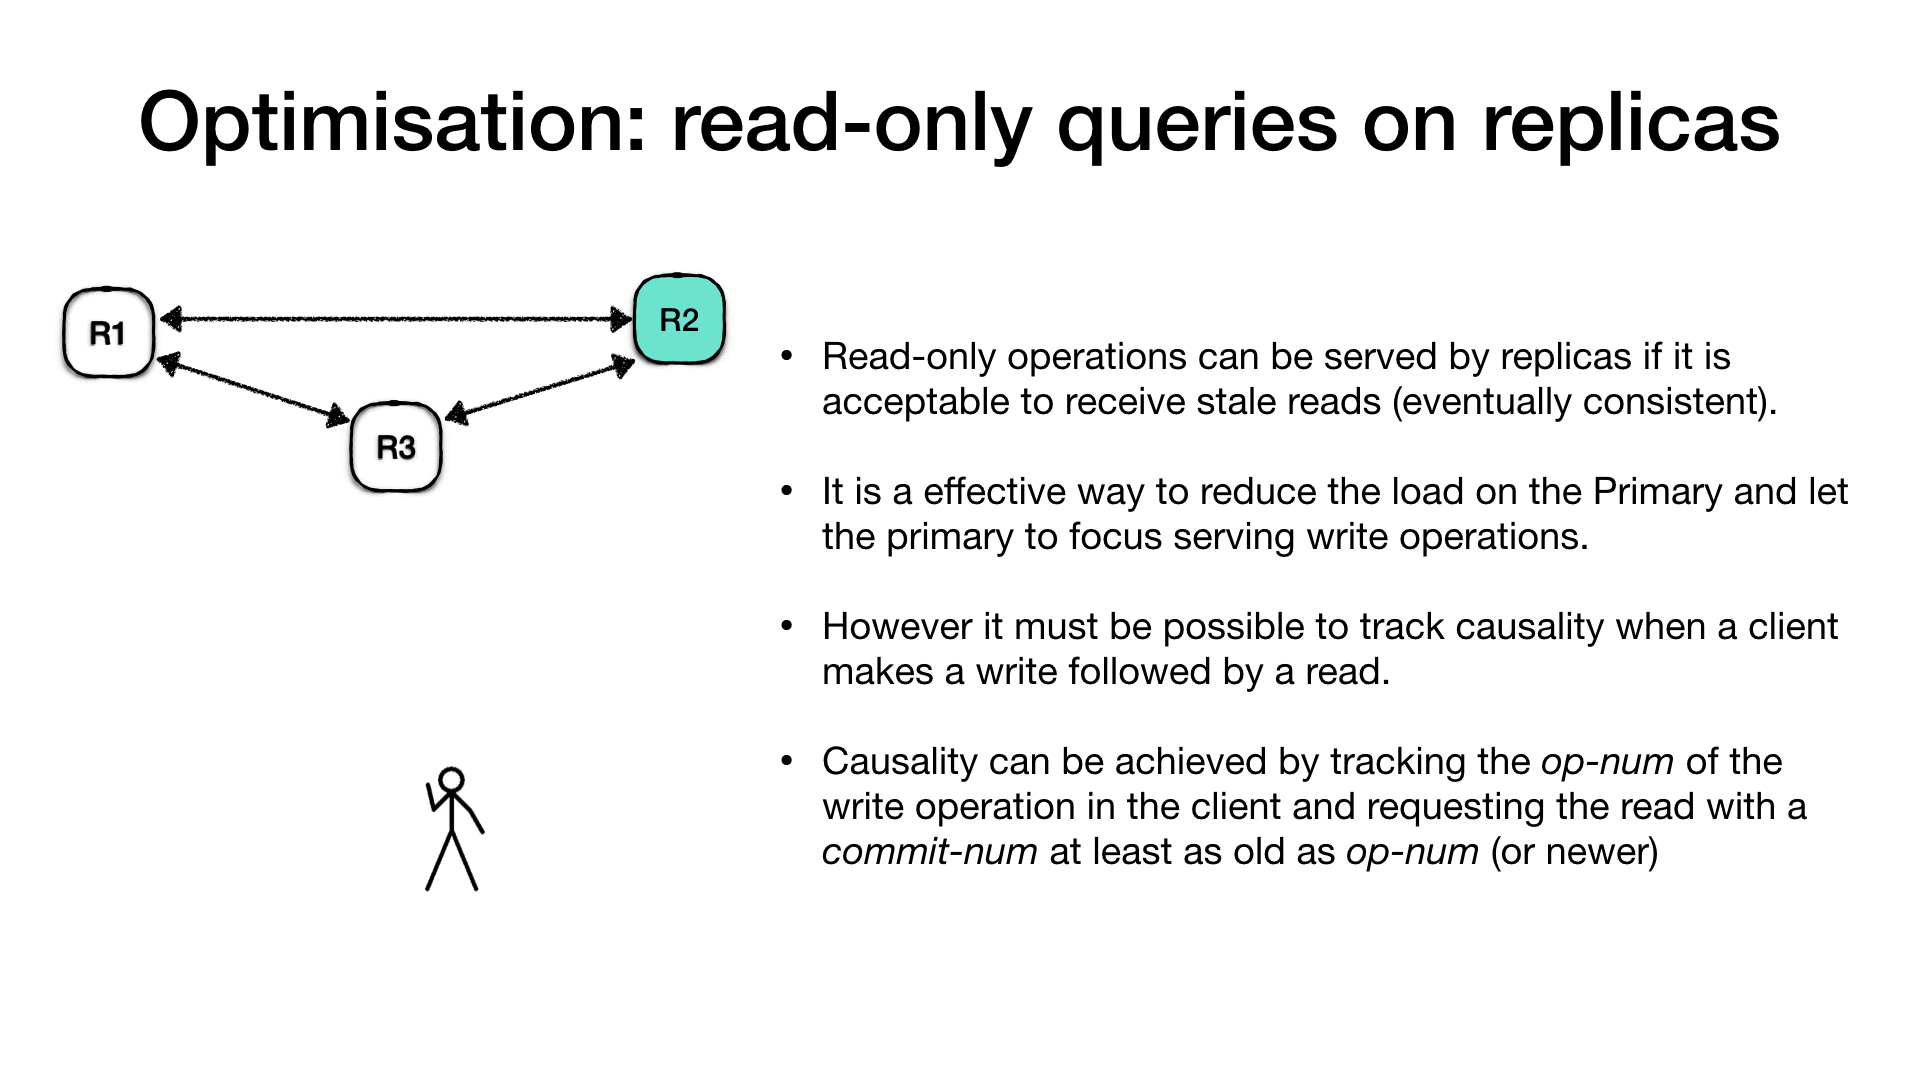 Optimisation: read-only queries on replicas
R1
R2
R3
• Read-only operations can be served by replicas if it is
acceptable to receive stale reads (eventually consistent).
• It is a effective way to reduce the load on the Primary and let
the primary to focus serving write operations.
• However it must be possible to track causality when a client
makes a write followed by a read.
• Causality can be achieved by tracking the op-num of the
write operation in the client and requesting the read with a
commit-num at least as old as op-num (or newer)